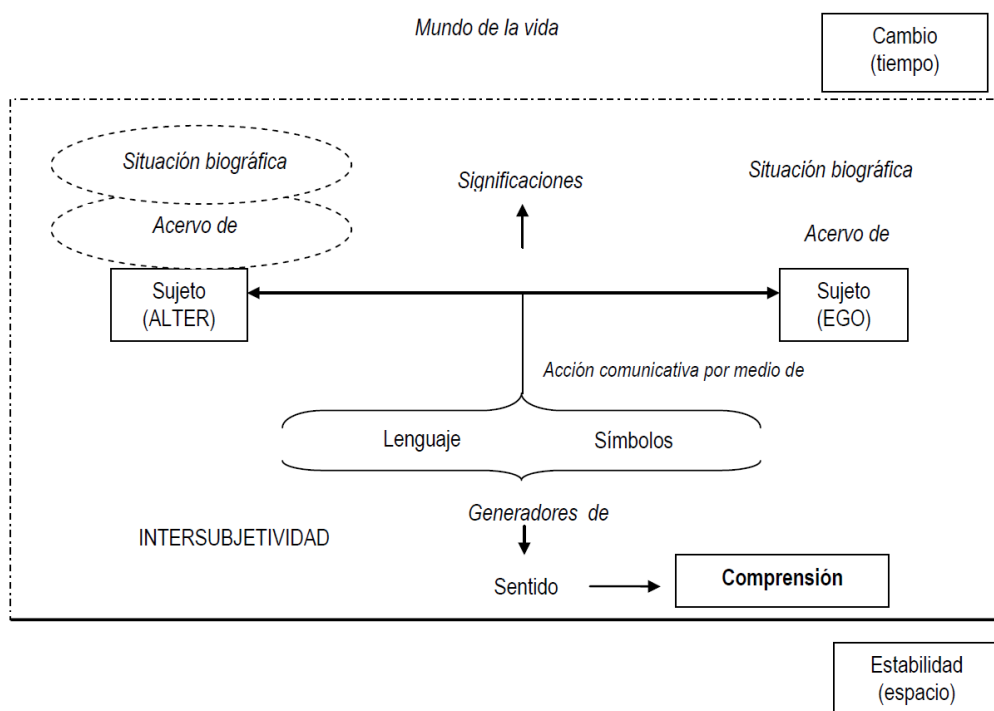 Mundo de la vida
Cambio
(tiempo)
Situación biográfica
Acervo de
Sujeto
(ALTER)
Significaciones
Situación biográfica
Acervo de
Sujeto
(EGO)
Acción comunicativa por medio de
Lenguaje
Símbolos
Generadores de
INTERSUBJETIVIDAD
Sentido
Comprensión
Estabilidad
(espacio)